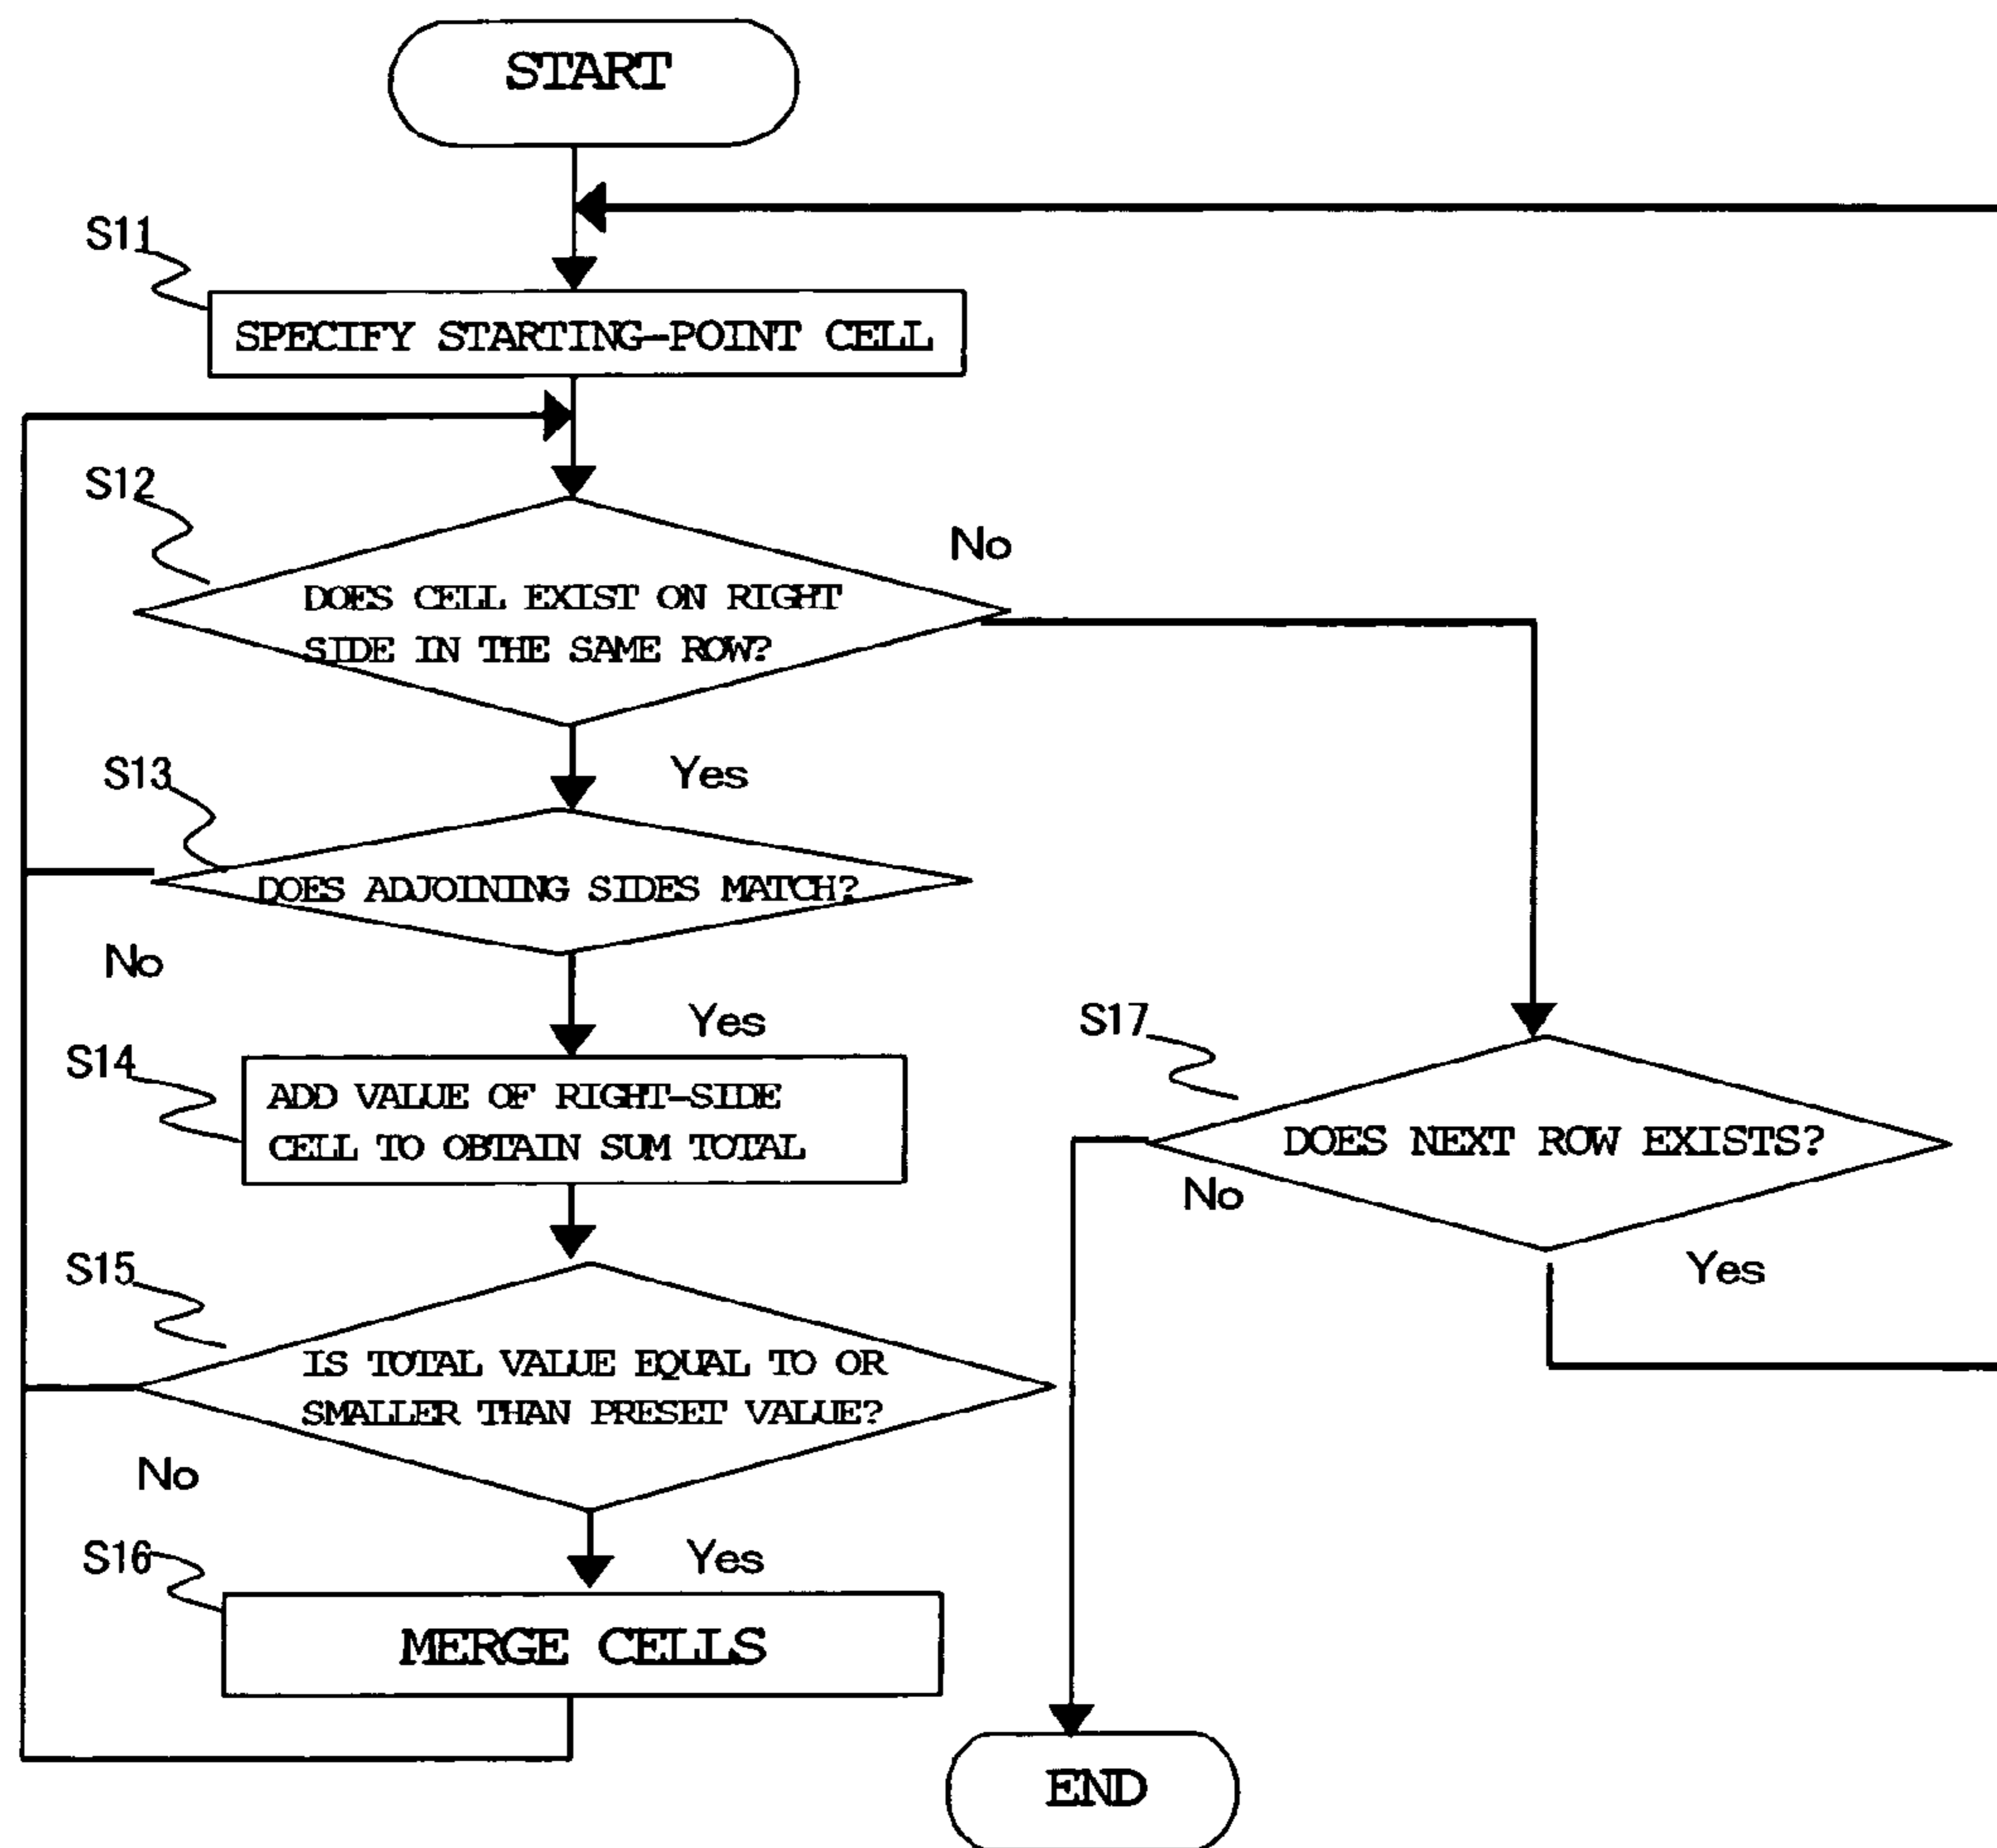 START
S11
SPECIFY STARTING-POINT CELL
S12
No
DOES CELL EXIST ON RIGHT
SIDE IN THE SAME ROW?
Yes
S13
DOES ADJOINING SIDES MATCH?
No
Yes
S14
ADD VALUE OF RIGHT-SIDE
CELL TO OBTAIN SUM TOTAL
S15
IS TOTAL VALUE EQUAL TO OR
SMALLER THAN PRESET VALUE?
No
Yes
S16
MERGE CELLS
S17
DOES NEXT ROW EXISTS?
No
Yes
END